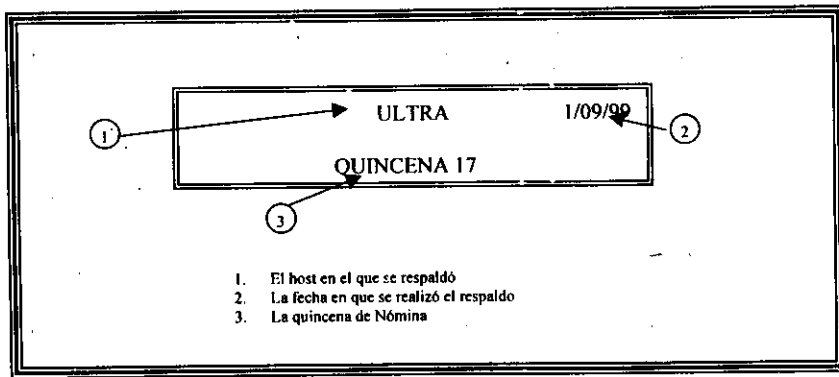 ULTRA 1/09/99
1
2
QUINCENA 17
3
1. El host en el que se respaldó
2. La fecha en que se realizó el respaldo
3. La quincena de Nómina